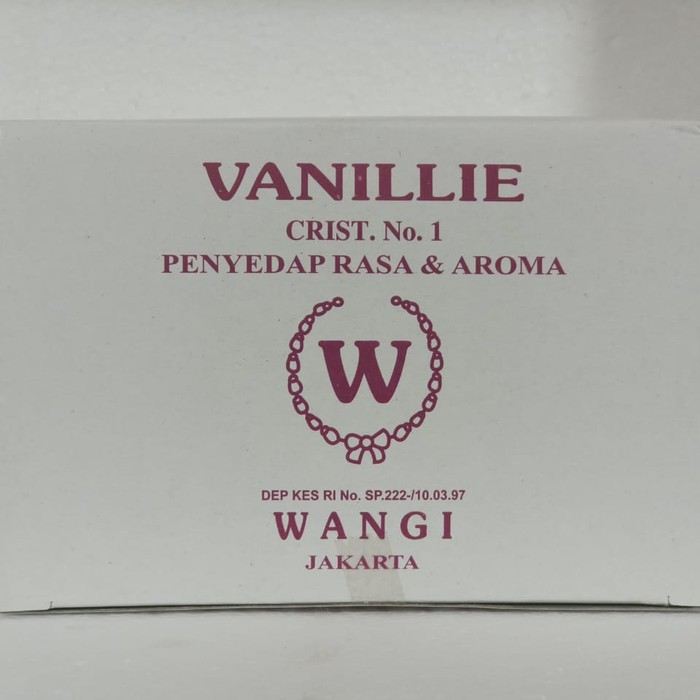 VANILLIE
CRIST. No. 1
PENYEDAP RASA & AROMA
W
DEP KES RI No. SP.222-/10.03.97
WANGI
JAKARTA